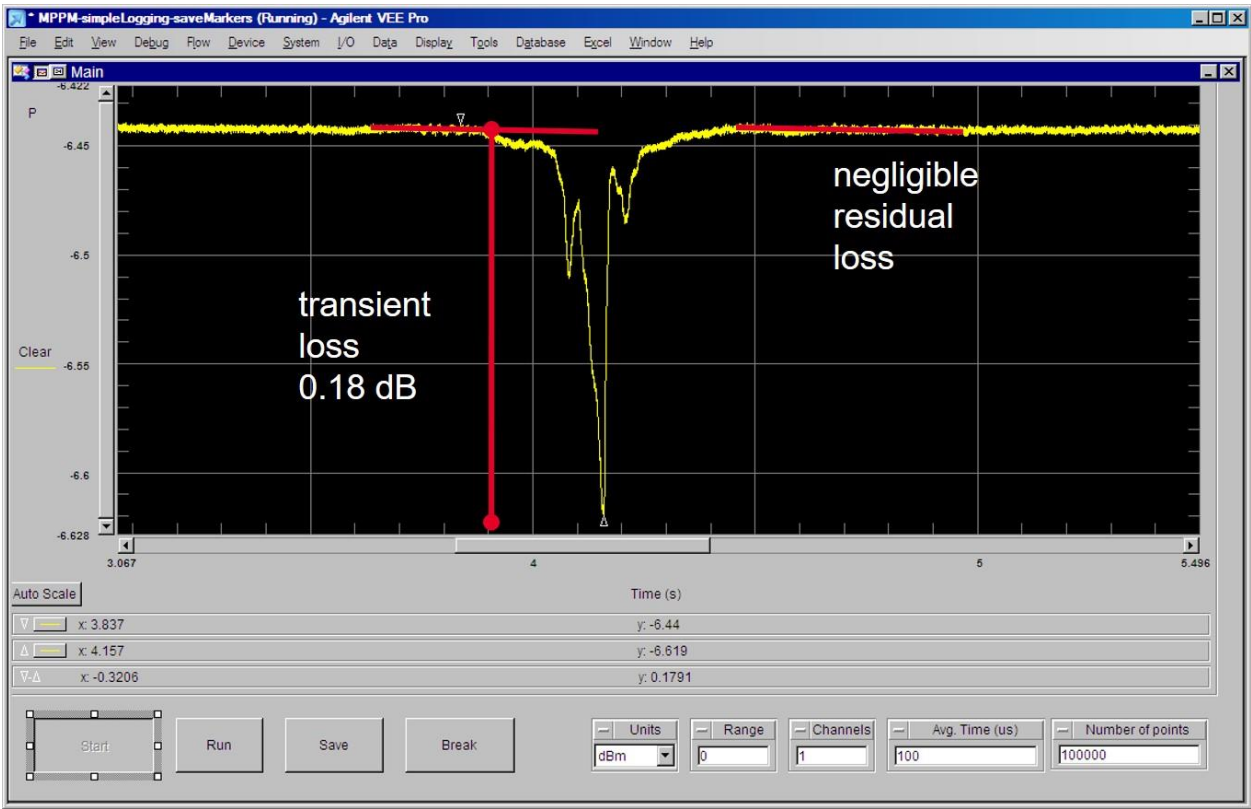 * MPPM-simpleLogging-saveMarkers (Running) - Agilent VEE Pro
File Edit View Debug Flow Device System I/O Data Display Tools Database Excel Window Help
Main
-6.422
P
-6.45
negligible
residual
loss
-6.5
transient
loss
0.18 dB
Clear
-6.55
-6.6
-6.628
3.067 4 5 5.496
Auto Scale Time (s)
x: 3.837 y: -6.44
x: 4.157 y: -6.619
∇-Δ x: -0.3206 y: 0.1791
Start Run Save Break
Units Range Channels Avg. Time (us) Number of points
dBm 0 1 100 100000